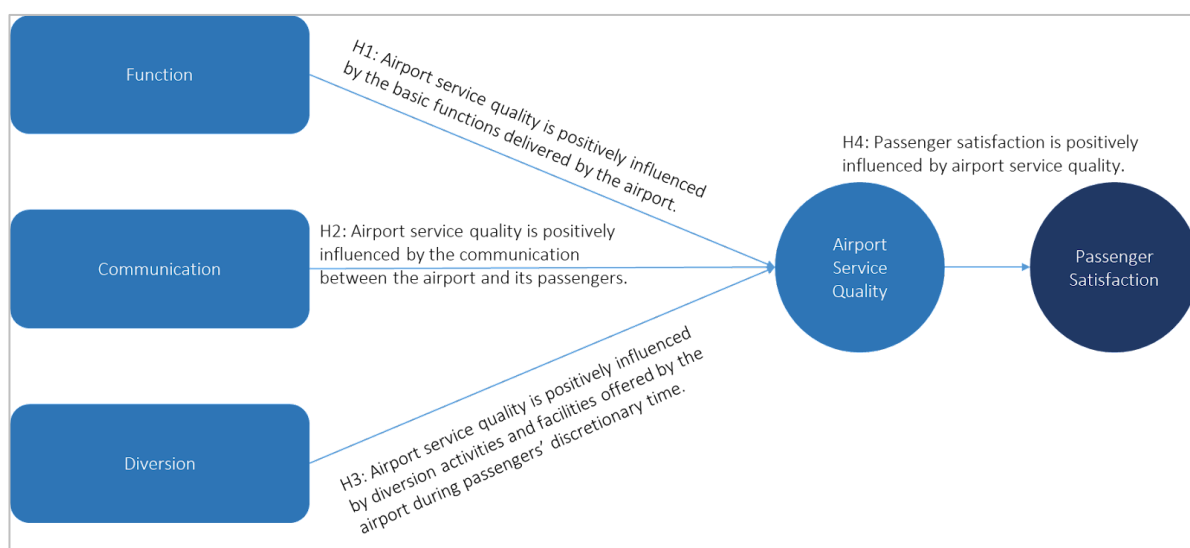 Function
H1: Airport service quality is positively influenced
by the basic functions delivered by the airport.
H4: Passenger satisfaction is positively
influenced by airport service quality.
Communication
H2: Airport service quality is positively
influenced by the communication
between the airport and its passengers.
Airport
Service
Quality
Passenger
Satisfaction
Diversion
H3: Airport service quality is positively influenced
by diversion activities and facilities offered by the
airport during passengers’ discretionary time.